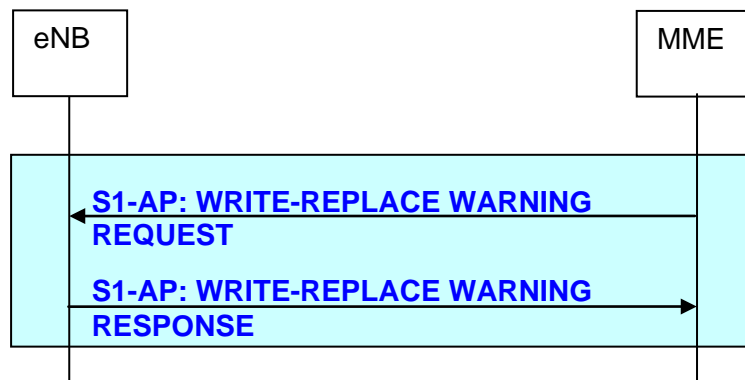 eNB
MME
S1-AP: WRITE-REPLACE WARNING
REQUEST
S1-AP: WRITE-REPLACE WARNING
RESPONSE